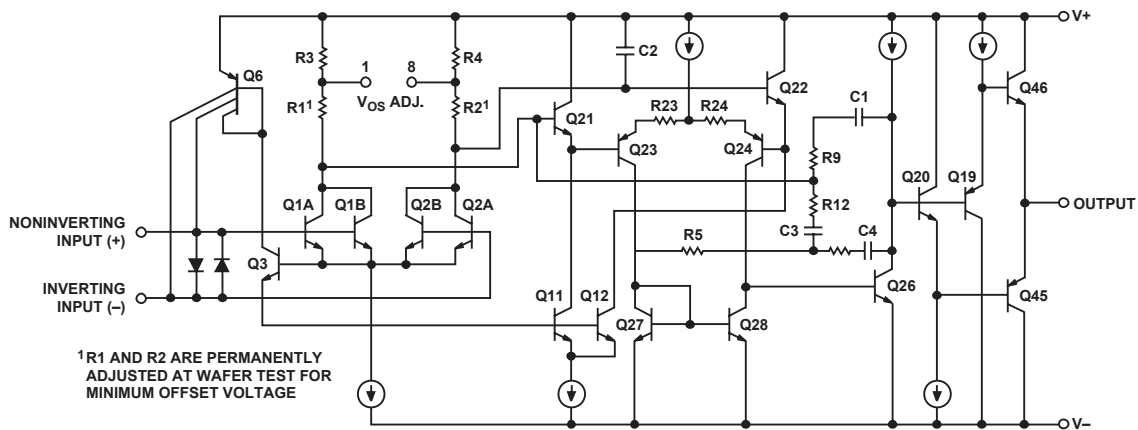 V+
R3
R4
C2
1
8
Q6
V_OS ADJ.
Q22
Q46
R1¹
R2¹
Q21
R23
R24
C1
Q23
Q24
R9
Q20
Q19
Q1A
Q1B
Q2B
Q2A
R12
OUTPUT
NONINVERTING
INPUT (+)
C3
C4
R5
Q3
INVERTING
INPUT (–)
Q11
Q12
Q26
Q45
Q27
Q28
¹R1 AND R2 ARE PERMANENTLY
ADJUSTED AT WAFER TEST FOR
MINIMUM OFFSET VOLTAGE
V–